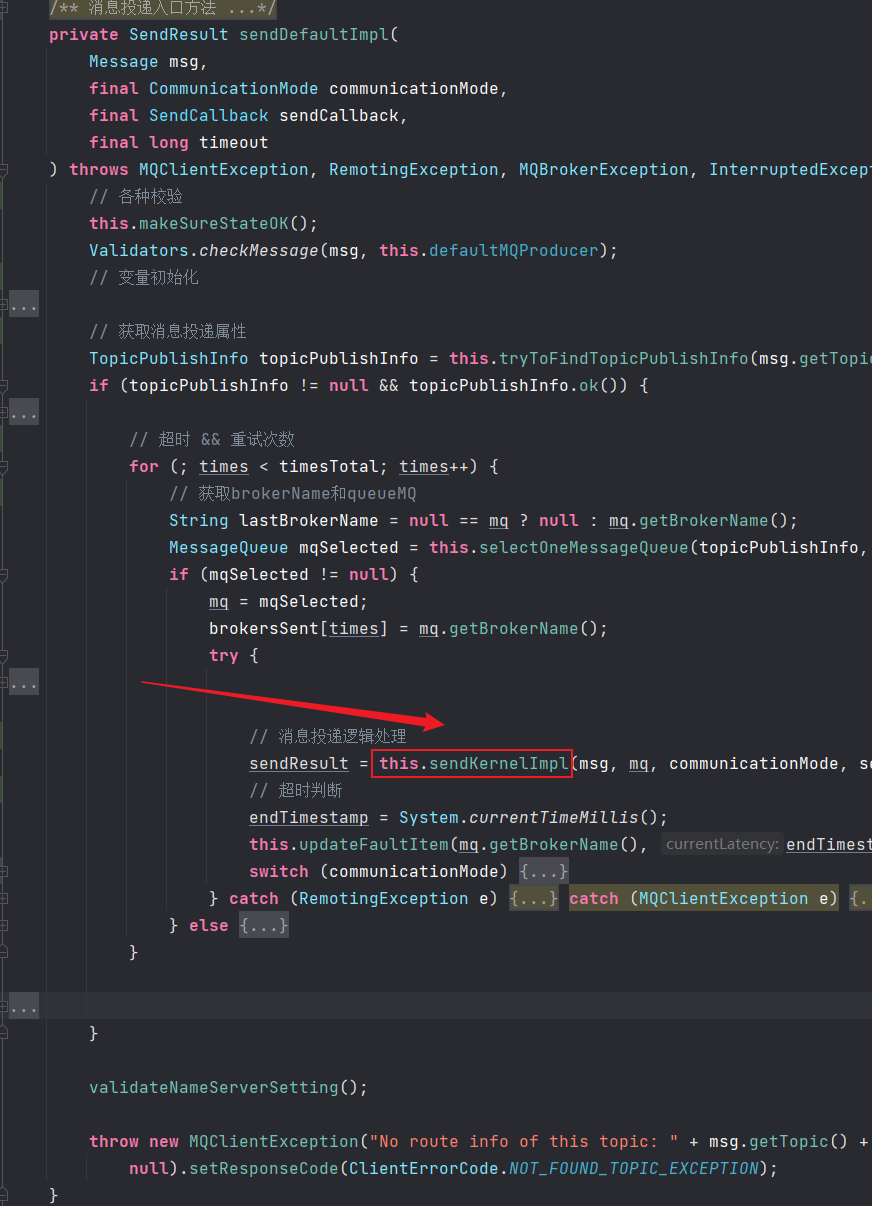 /** 消息投递入口方法 ...*/
private SendResult sendDefaultImpl(
Message msg,
final CommunicationMode communicationMode,
final SendCallback sendCallback,
final long timeout
) throws MQClientException, RemotingException, MQBrokerException, InterruptedExcept
// 各种校验
this.makeSureStateOK();
Validators.checkMessage(msg, this.defaultMQProducer);
// 变量初始化
...
// 获取消息投递属性
TopicPublishInfo topicPublishInfo = this.tryToFindTopicPublishInfo(msg.getTopic
if (topicPublishInfo != null && topicPublishInfo.ok()) {
...
// 超时 && 重试次数
for (; times < timesTotal; times++) {
// 获取brokerName和queueMQ
String lastBrokerName = null == mq ? null : mq.getBrokerName();
MessageQueue mqSelected = this.selectOneMessageQueue(topicPublishInfo,
if (mqSelected != null) {
mq = mqSelected;
brokersSent[times] = mq.getBrokerName();
try {
...
// 消息投递逻辑处理
sendResult = this.sendKernelImpl(msg, mq, communicationMode, se
// 超时判断
endTimestamp = System.currentTimeMillis();
this.updateFaultItem(mq.getBrokerName(), currentLatency: endTimest
switch (communicationMode) {...}
} catch (RemotingException e) {...} catch (MQClientException e) {..
} else {...}
}
...
}
validateNameServerSetting();
throw new MQClientException("No route info of this topic: " + msg.getTopic() +
null).setResponseCode(ClientErrorCode.NOT_FOUND_TOPIC_EXCEPTION);
}